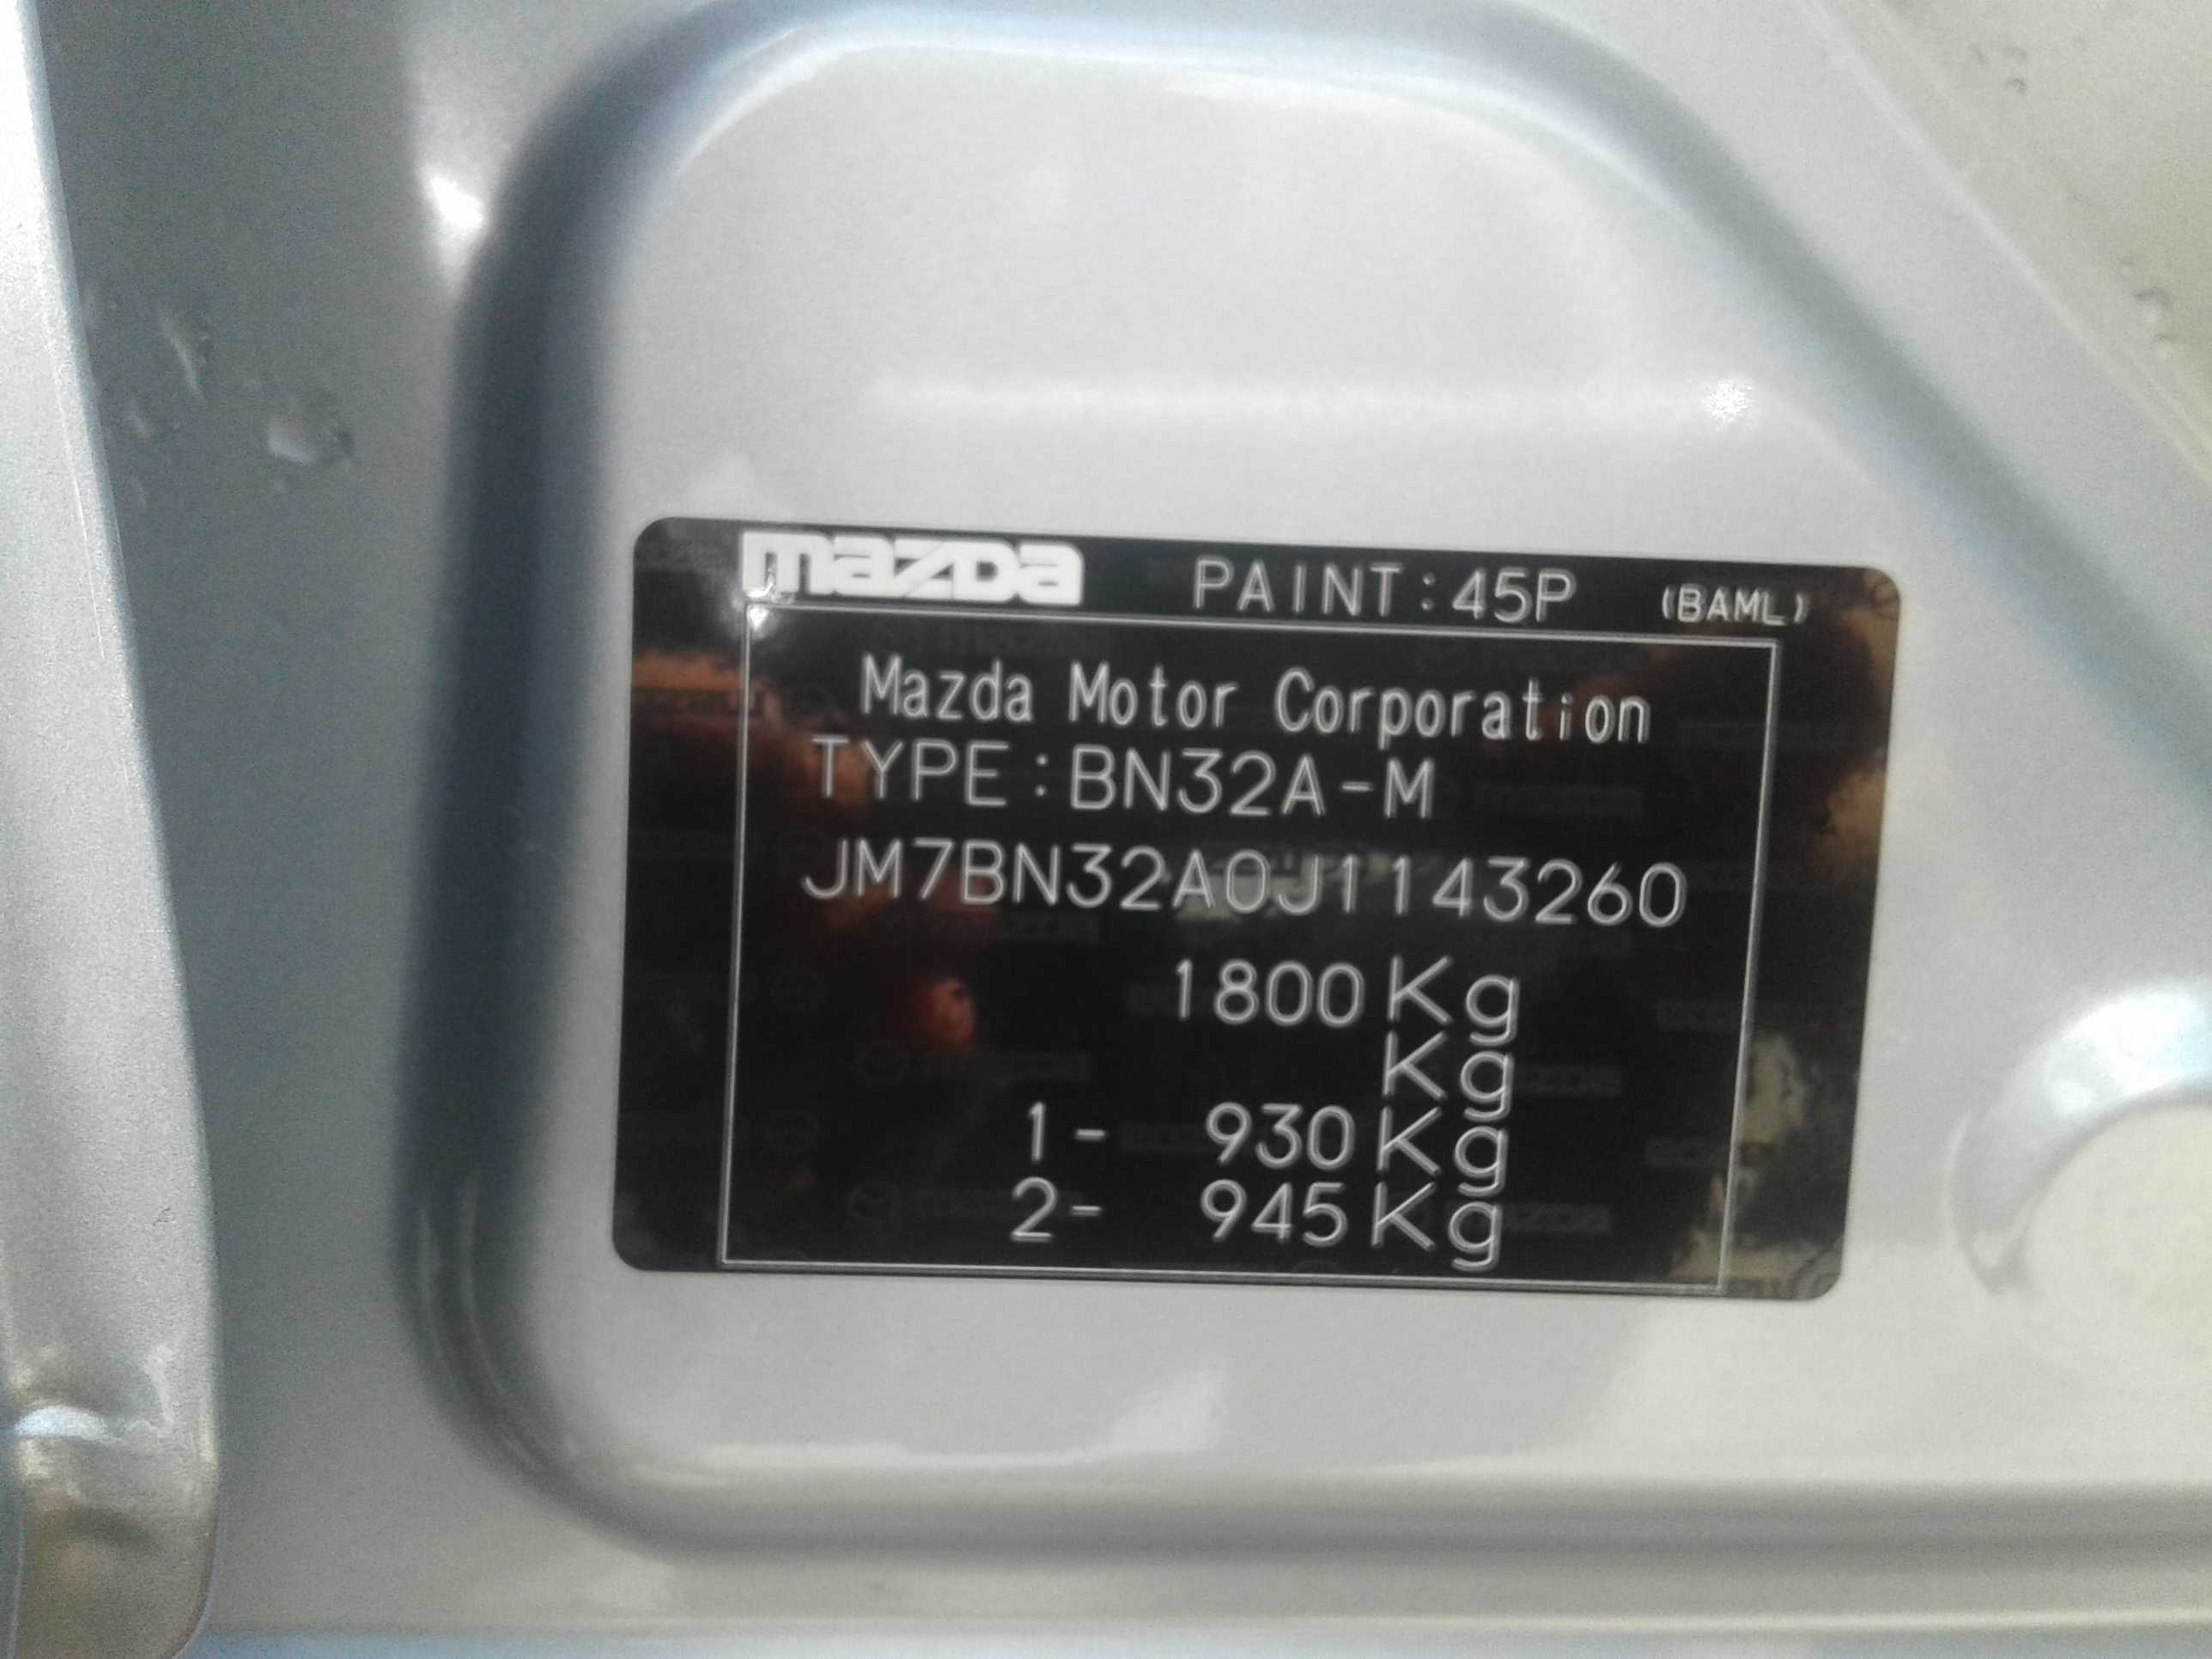 mazda PAINT:45P (BAML)
Mazda Motor Corporation
TYPE:BN32A-M
JM7BN32A0J1143260
1800Kg
Kg
1- 930Kg
2- 945Kg